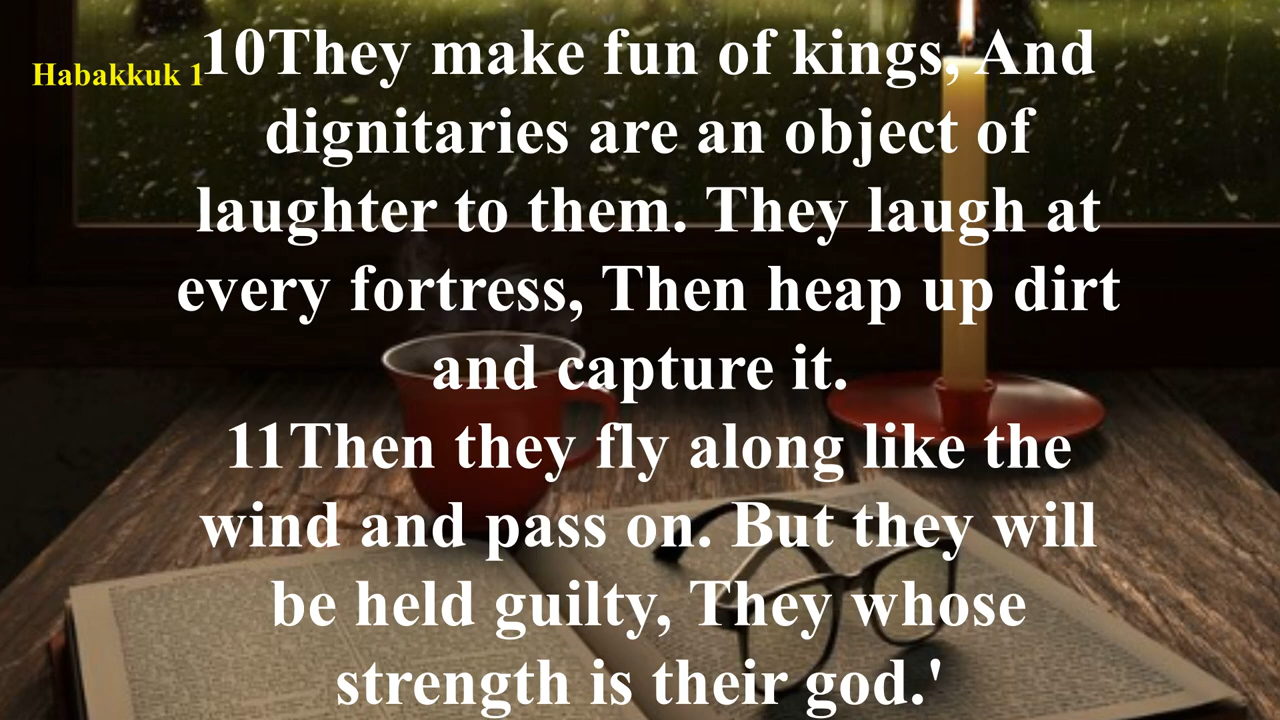 Habakkuk 1
10They make fun of kings, And
dignitaries are an object of
laughter to them. They laugh at
every fortress, Then heap up dirt
and capture it.
11Then they fly along like the
wind and pass on. But they will
be held guilty, They whose
strength is their god.'